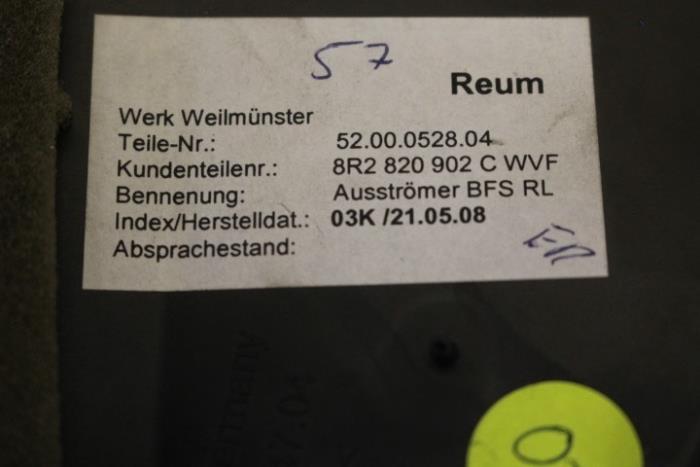 57
Reum
Werk Weilmünster
Teile-Nr.: 52.00.0528.04
Kundenteilenr.: 8R2 820 902 C WVF
Bennenung: Ausströmer BFS RL
Index/Herstelldat.: 03K /21.05.08
Absprachestand: